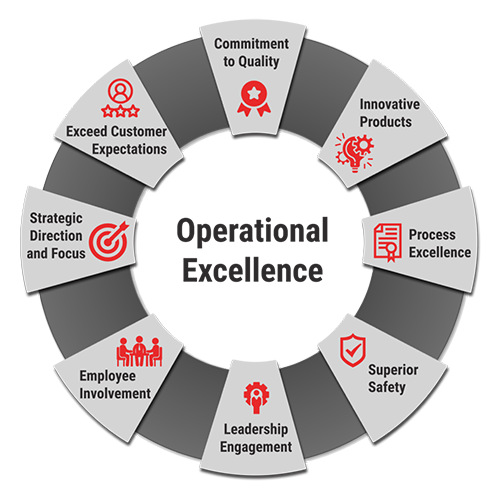 Commitment
to Quality
Innovative
Products
Process
Excellence
Superior
Safety
Leadership
Engagement
Employee
Involvement
Strategic
Direction
and Focus
Exceed Customer
Expectations
Operational
Excellence